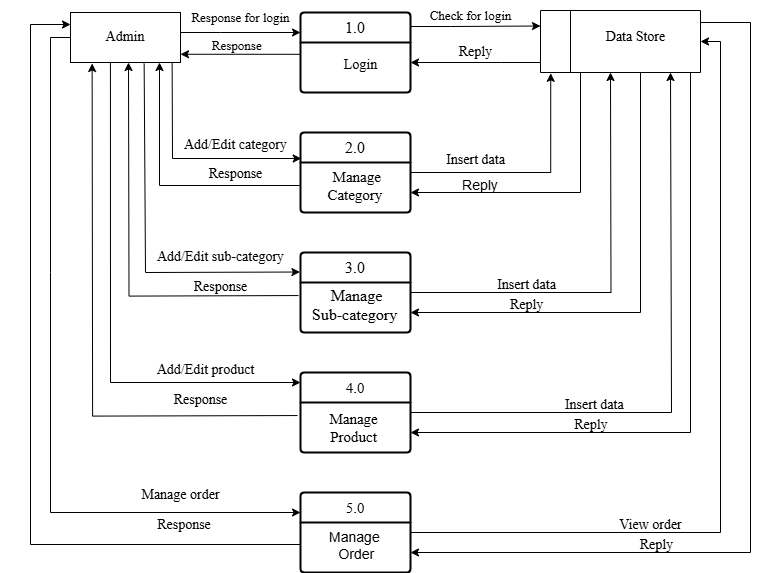 Admin
Response for login
Response
1.0
Login
Check for login
Reply
Data Store
Add/Edit category
Response
2.0
Manage
Category
Insert data
Reply
Add/Edit sub-category
Response
3.0
Manage
Sub-category
Insert data
Reply
Add/Edit product
Response
4.0
Manage
Product
Insert data
Reply
Manage order
Response
5.0
Manage
Order
View order
Reply